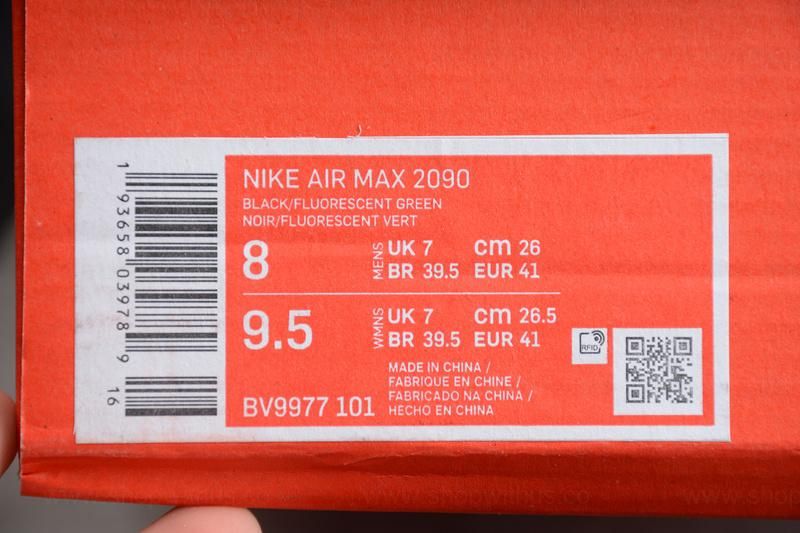 NIKE AIR MAX 2090
BLACK/FLUORESCENT GREEN
NOIR/FLUORESCENT VERT
8 MENS UK 7 cm 26
BR 39.5 EUR 41
9.5 WMNS UK 7 cm 26.5
BR 39.5 EUR 41
MADE IN CHINA /
FABRIQUE EN CHINE /
FABRICADO NA CHINA /
HECHO EN CHINA
BV9977 101
RFID
1 93658 03978 9 16